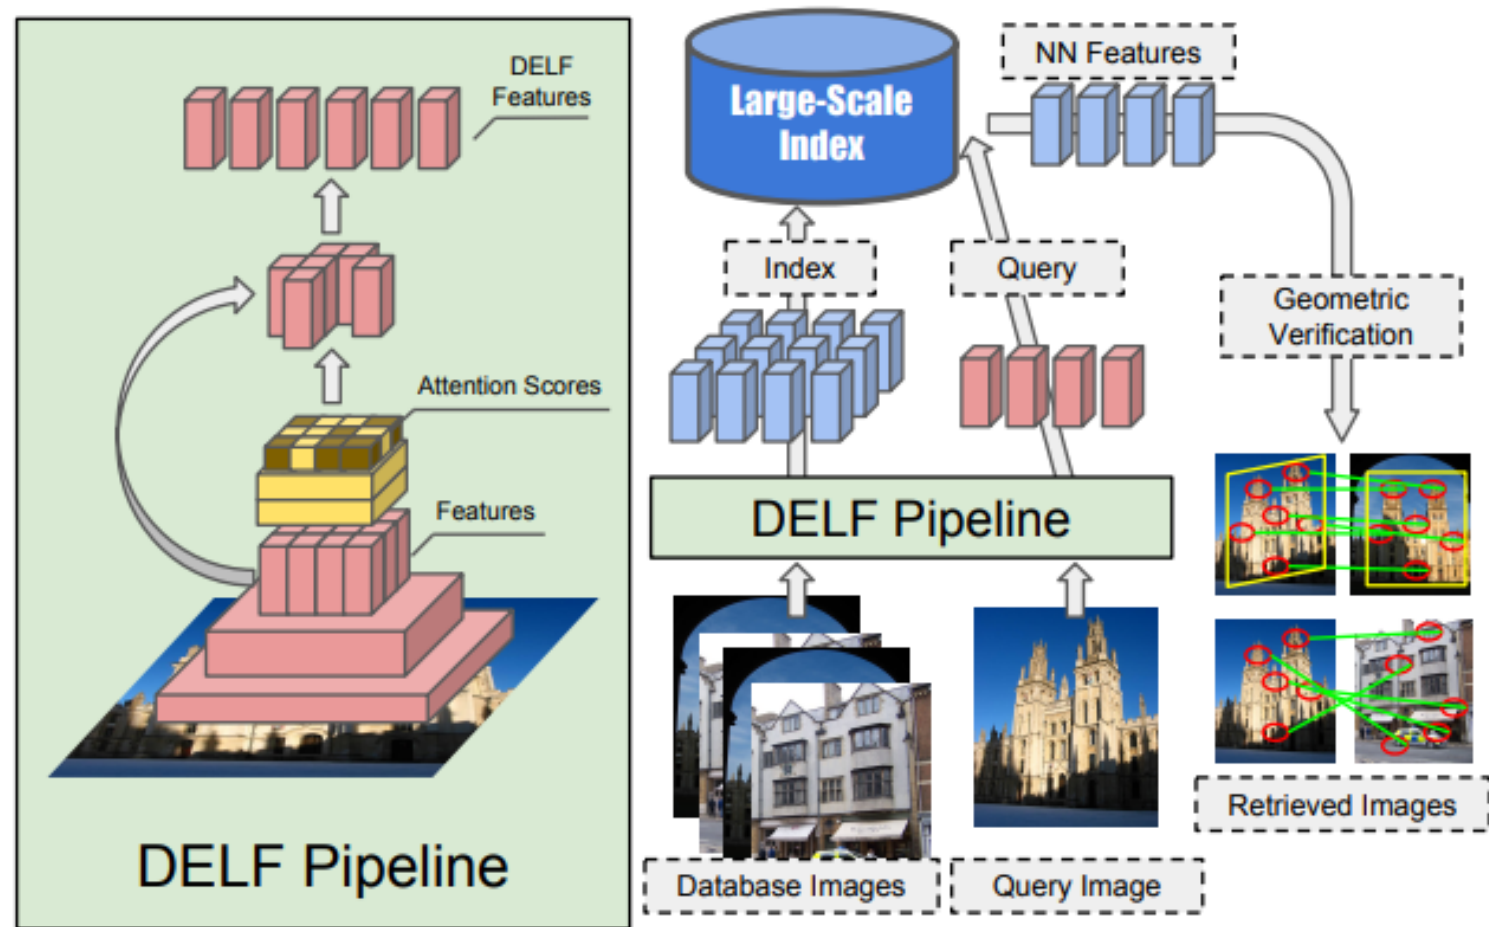 DELF
Features
Attention Scores
Features
DELF Pipeline
Large-Scale
Index
NN Features
Index
Query
Geometric
Verification
DELF Pipeline
Database Images
Query Image
Retrieved Images